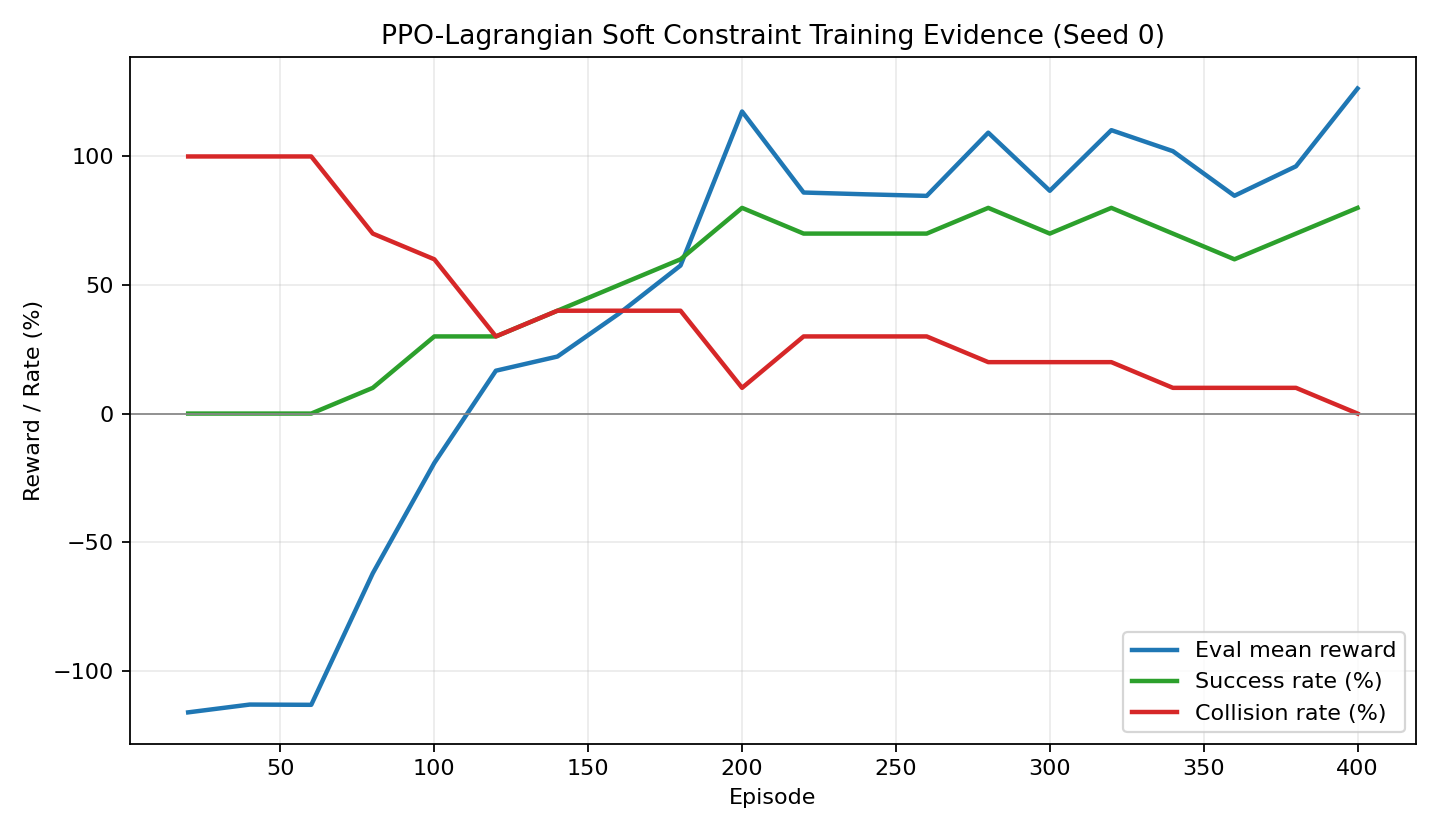 PPO-Lagrangian Soft Constraint Training Evidence (Seed 0)
Reward / Rate (%)
100
50
0
−50
−100
Eval mean reward
Success rate (%)
Collision rate (%)
50 100 150 200 250 300 350 400
Episode